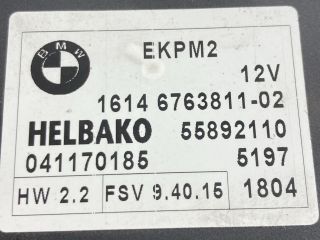 BMW
EKPM2
12V
1614 6763811-02
HELBAKO 55892110
041170185 5197
HW 2.2 FSV 9.40.15 1804